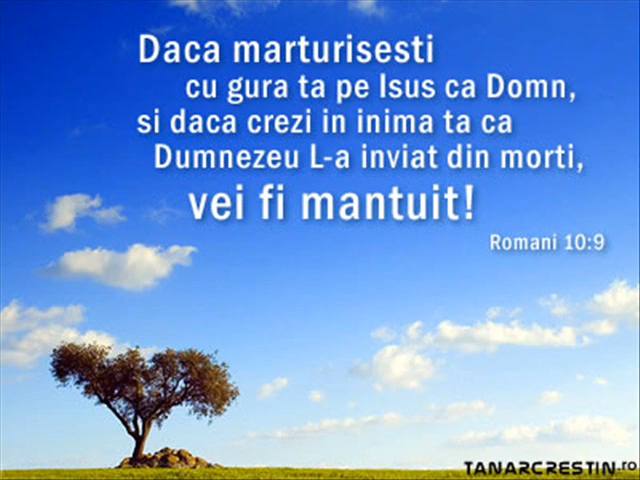 Daca marturisesti
cu gura ta pe Isus ca Domn,
si daca crezi in inima ta ca
Dumnezeu L-a inviat din morti,
vei fi mantuit!
Romani 10:9
TANARCRESTIN.ro